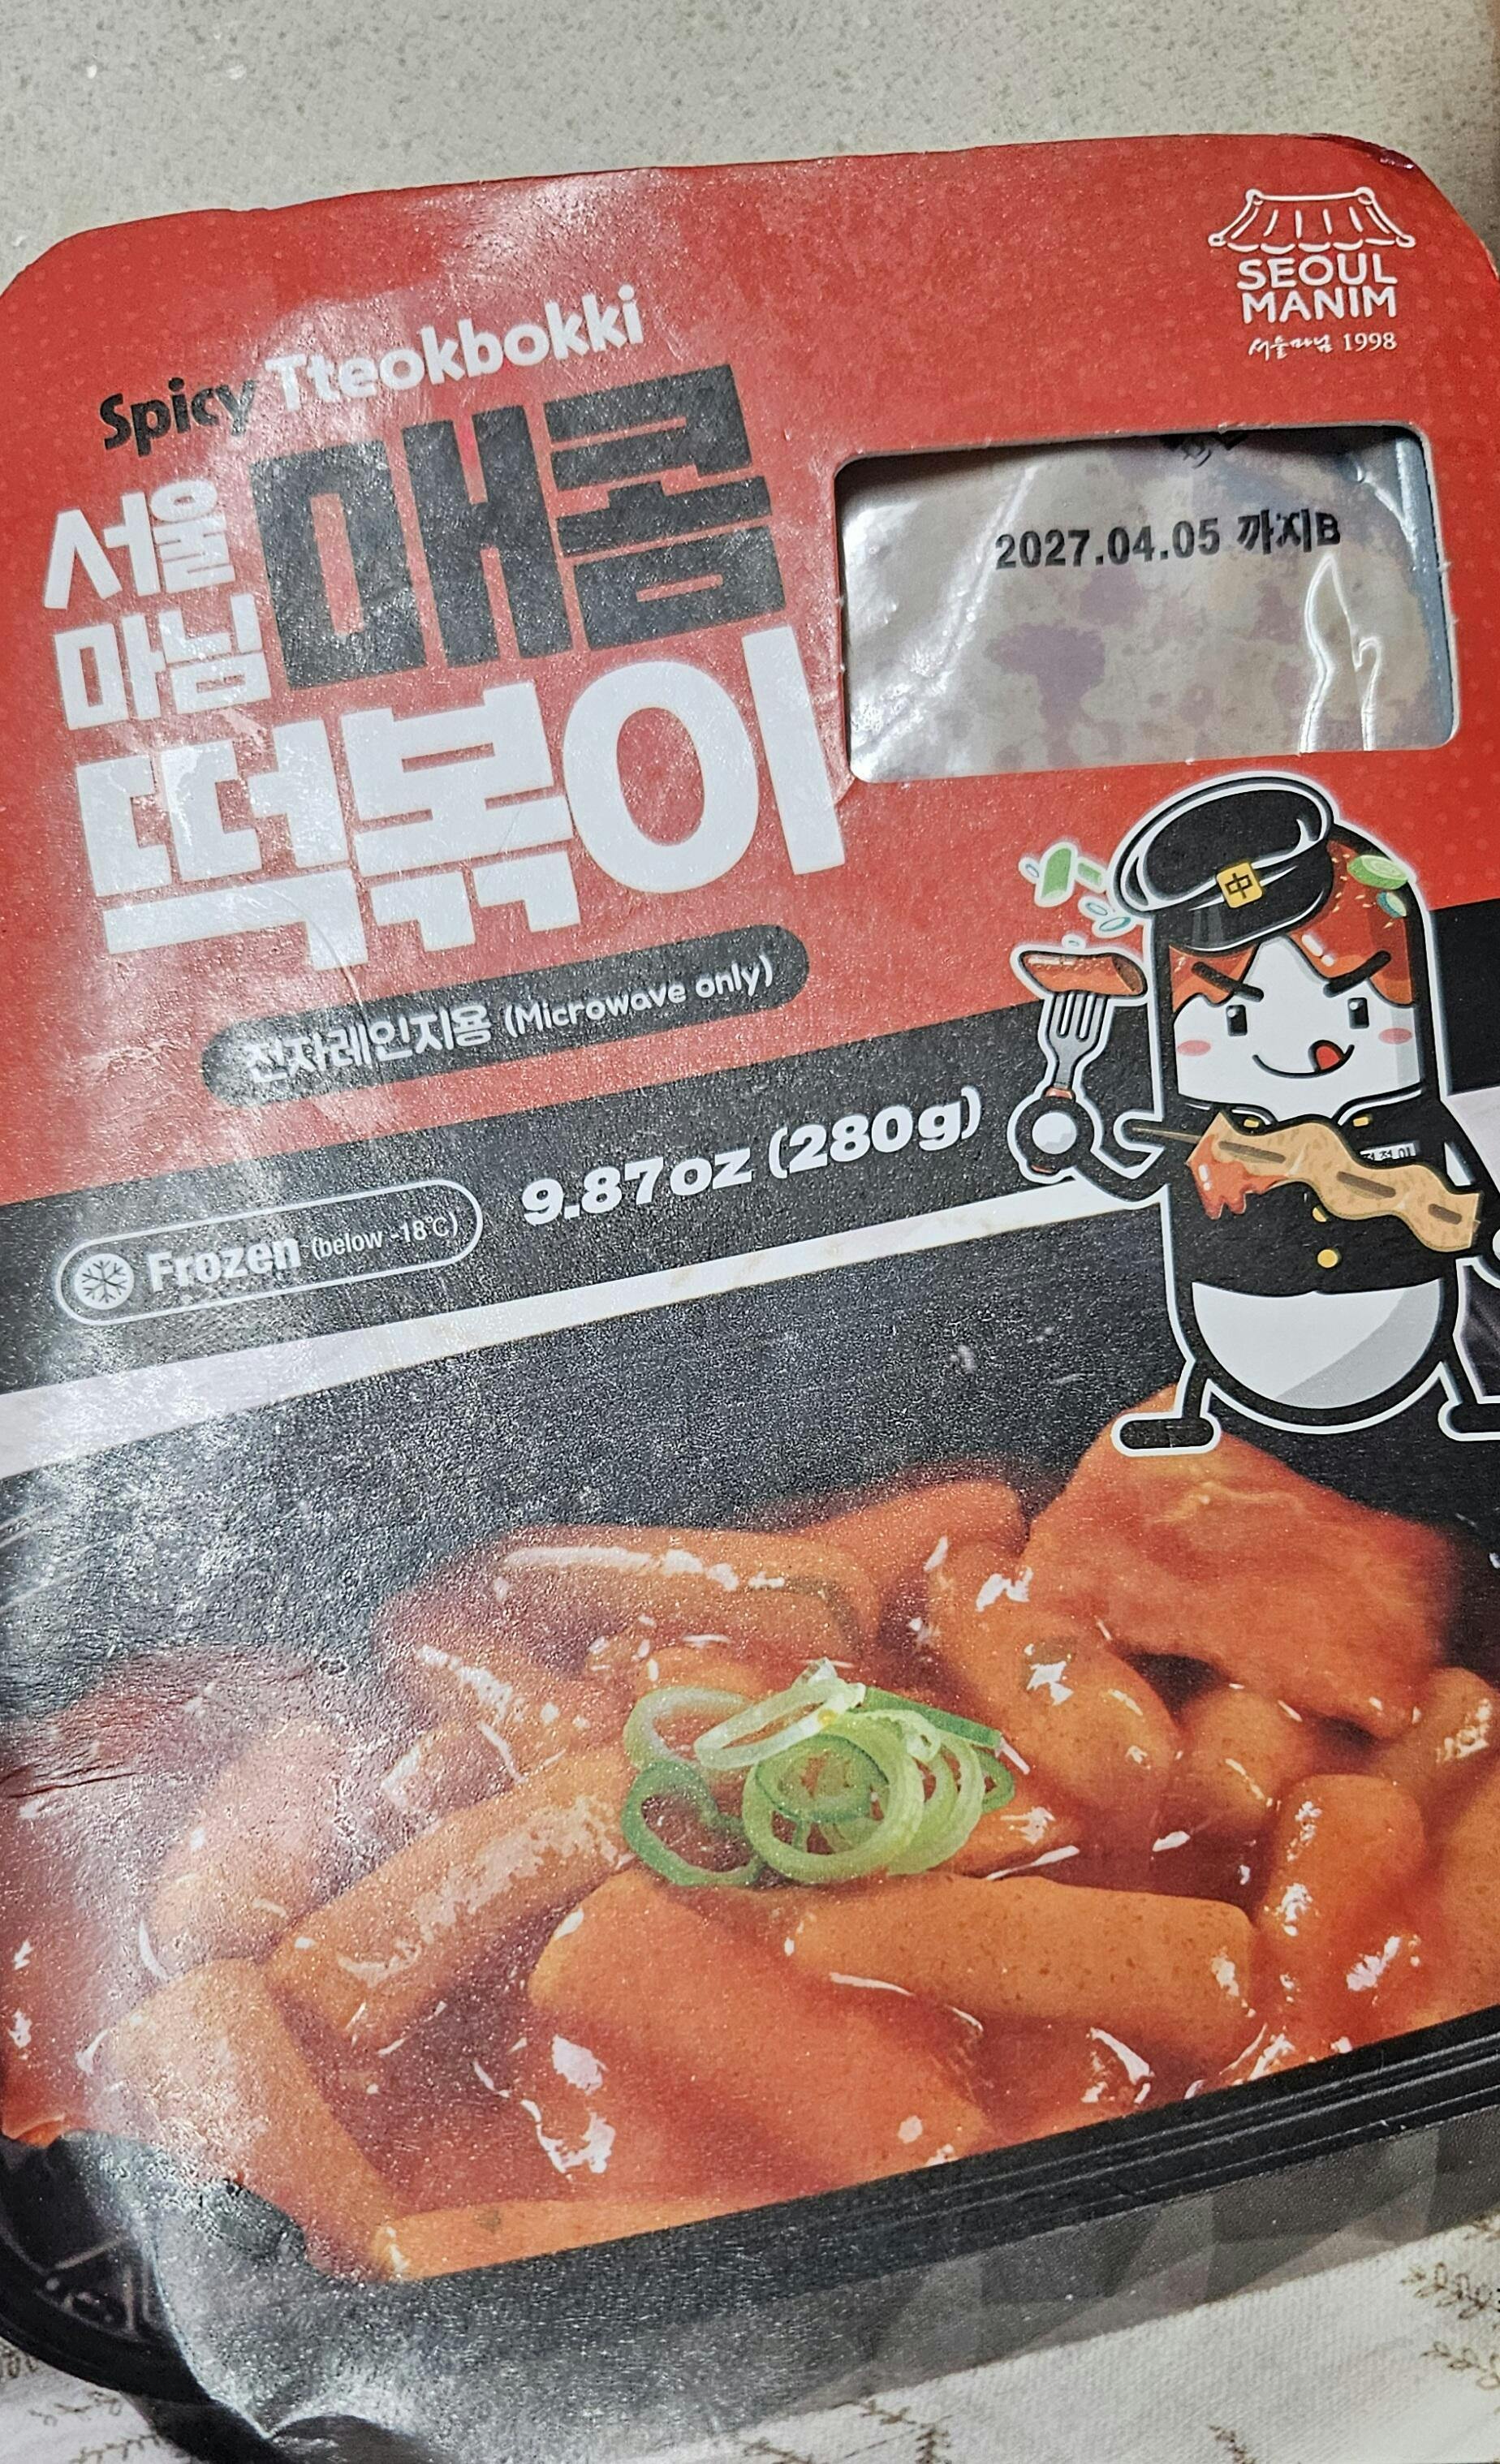 SEOUL
MANIM
서울마님 1998
Spicy Tteokbokki
서울
마님
매콤
떡볶이
2027.04.05 까지B
전자레인지용 (Microwave only)
中
9.87oz (280g)
Frozen (below -18℃)